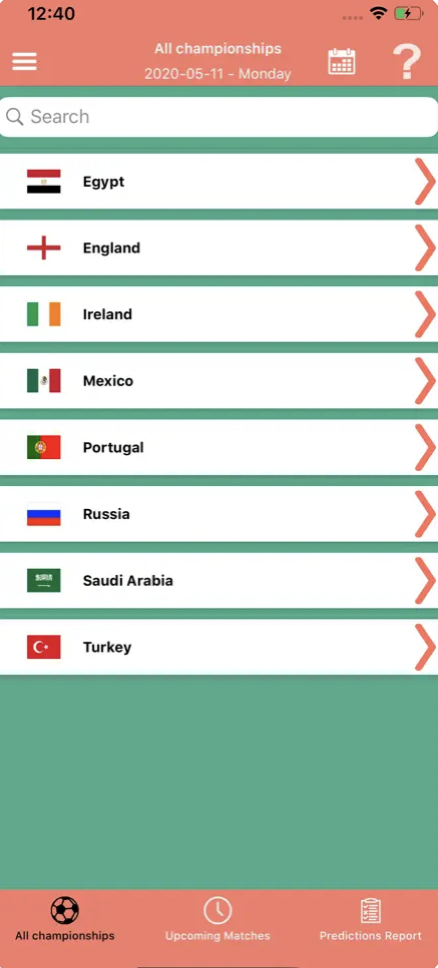 12:40
All championships
2020-05-11 - Monday
?
Search
Egypt
England
Ireland
Mexico
Portugal
Russia
Saudi Arabia
Turkey
All championships
Upcoming Matches
Predictions Report